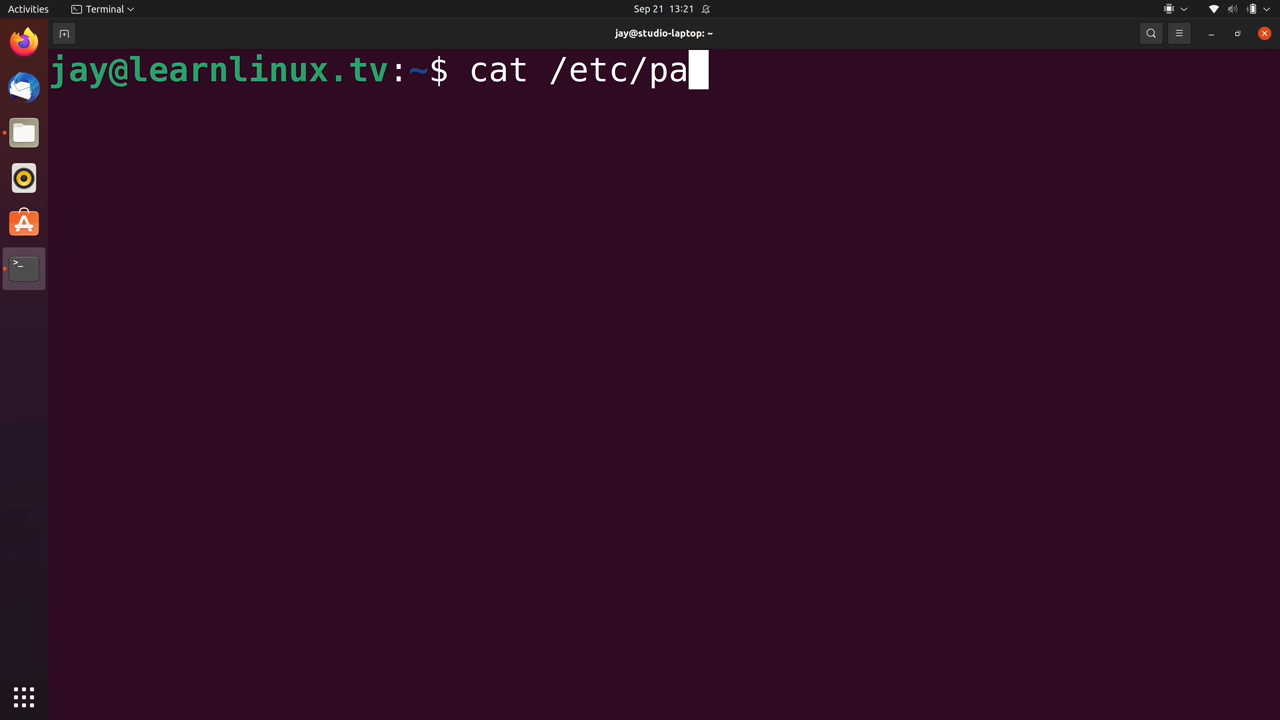 Activities
Terminal
Sep 21 13:21
jay@studio-laptop: ~
jay@learnlinux.tv:~$ cat /etc/pa
>_